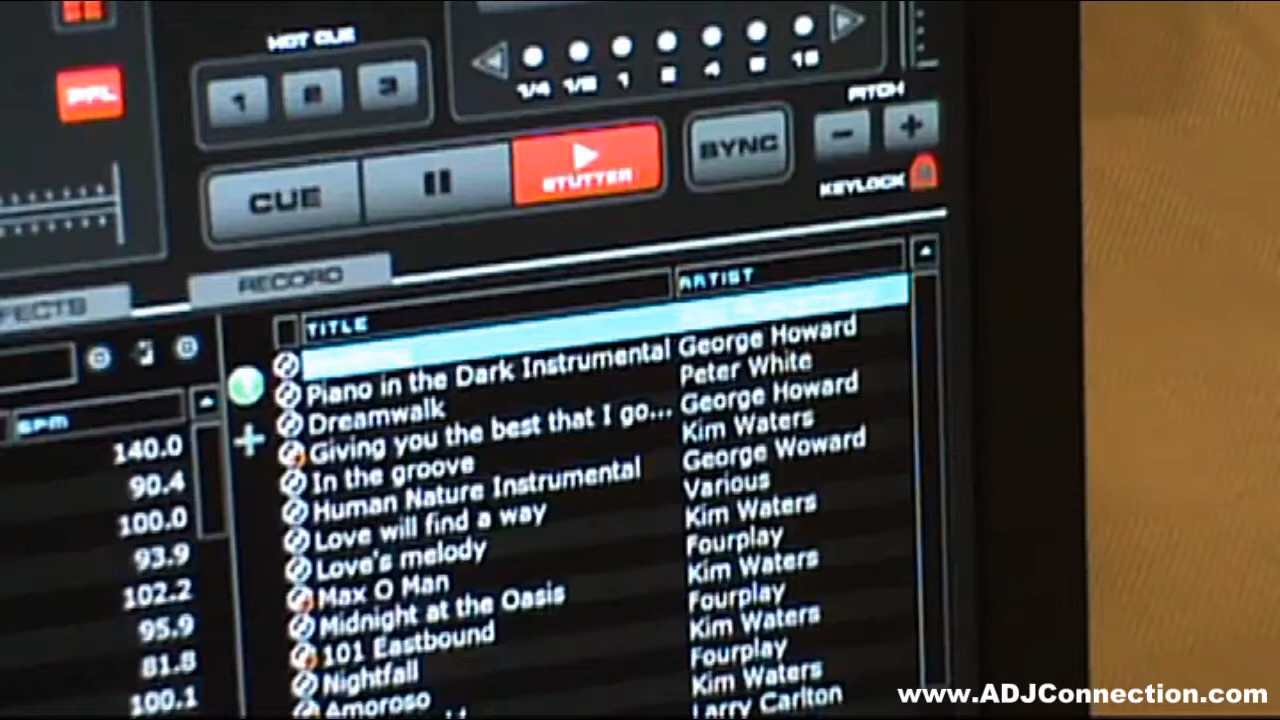 HOT CUE
PFL
1 2 3
1/4 1/2 1 2 4 8 16
PITCH
- +
CUE
STUTTER
SYNC
KEYLOCK
RECORD
TITLE ARTIST
Piano in the Dark Instrumental George Howard
Dreamwalk Peter White
Giving you the best that I go... George Howard
In the groove Kim Waters
Human Nature Instrumental George Woward
Love will find a way Various
Love's melody Kim Waters
Max O Man Fourplay
Midnight at the Oasis Kim Waters
101 Eastbound Fourplay
Nightfall Kim Waters
Amoroso Fourplay
Kim Waters
Larry Carlton
BPM
140.0
90.4
100.0
93.9
102.2
95.9
81.8
100.1
www.ADJConnection.com